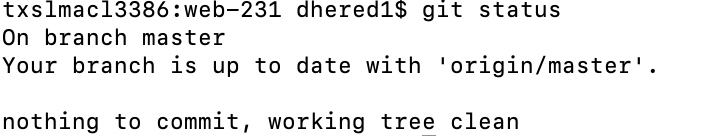 txslmacl3386:web-231 dhered1$ git status
On branch master
Your branch is up to date with 'origin/master'.
nothing to commit, working tree clean